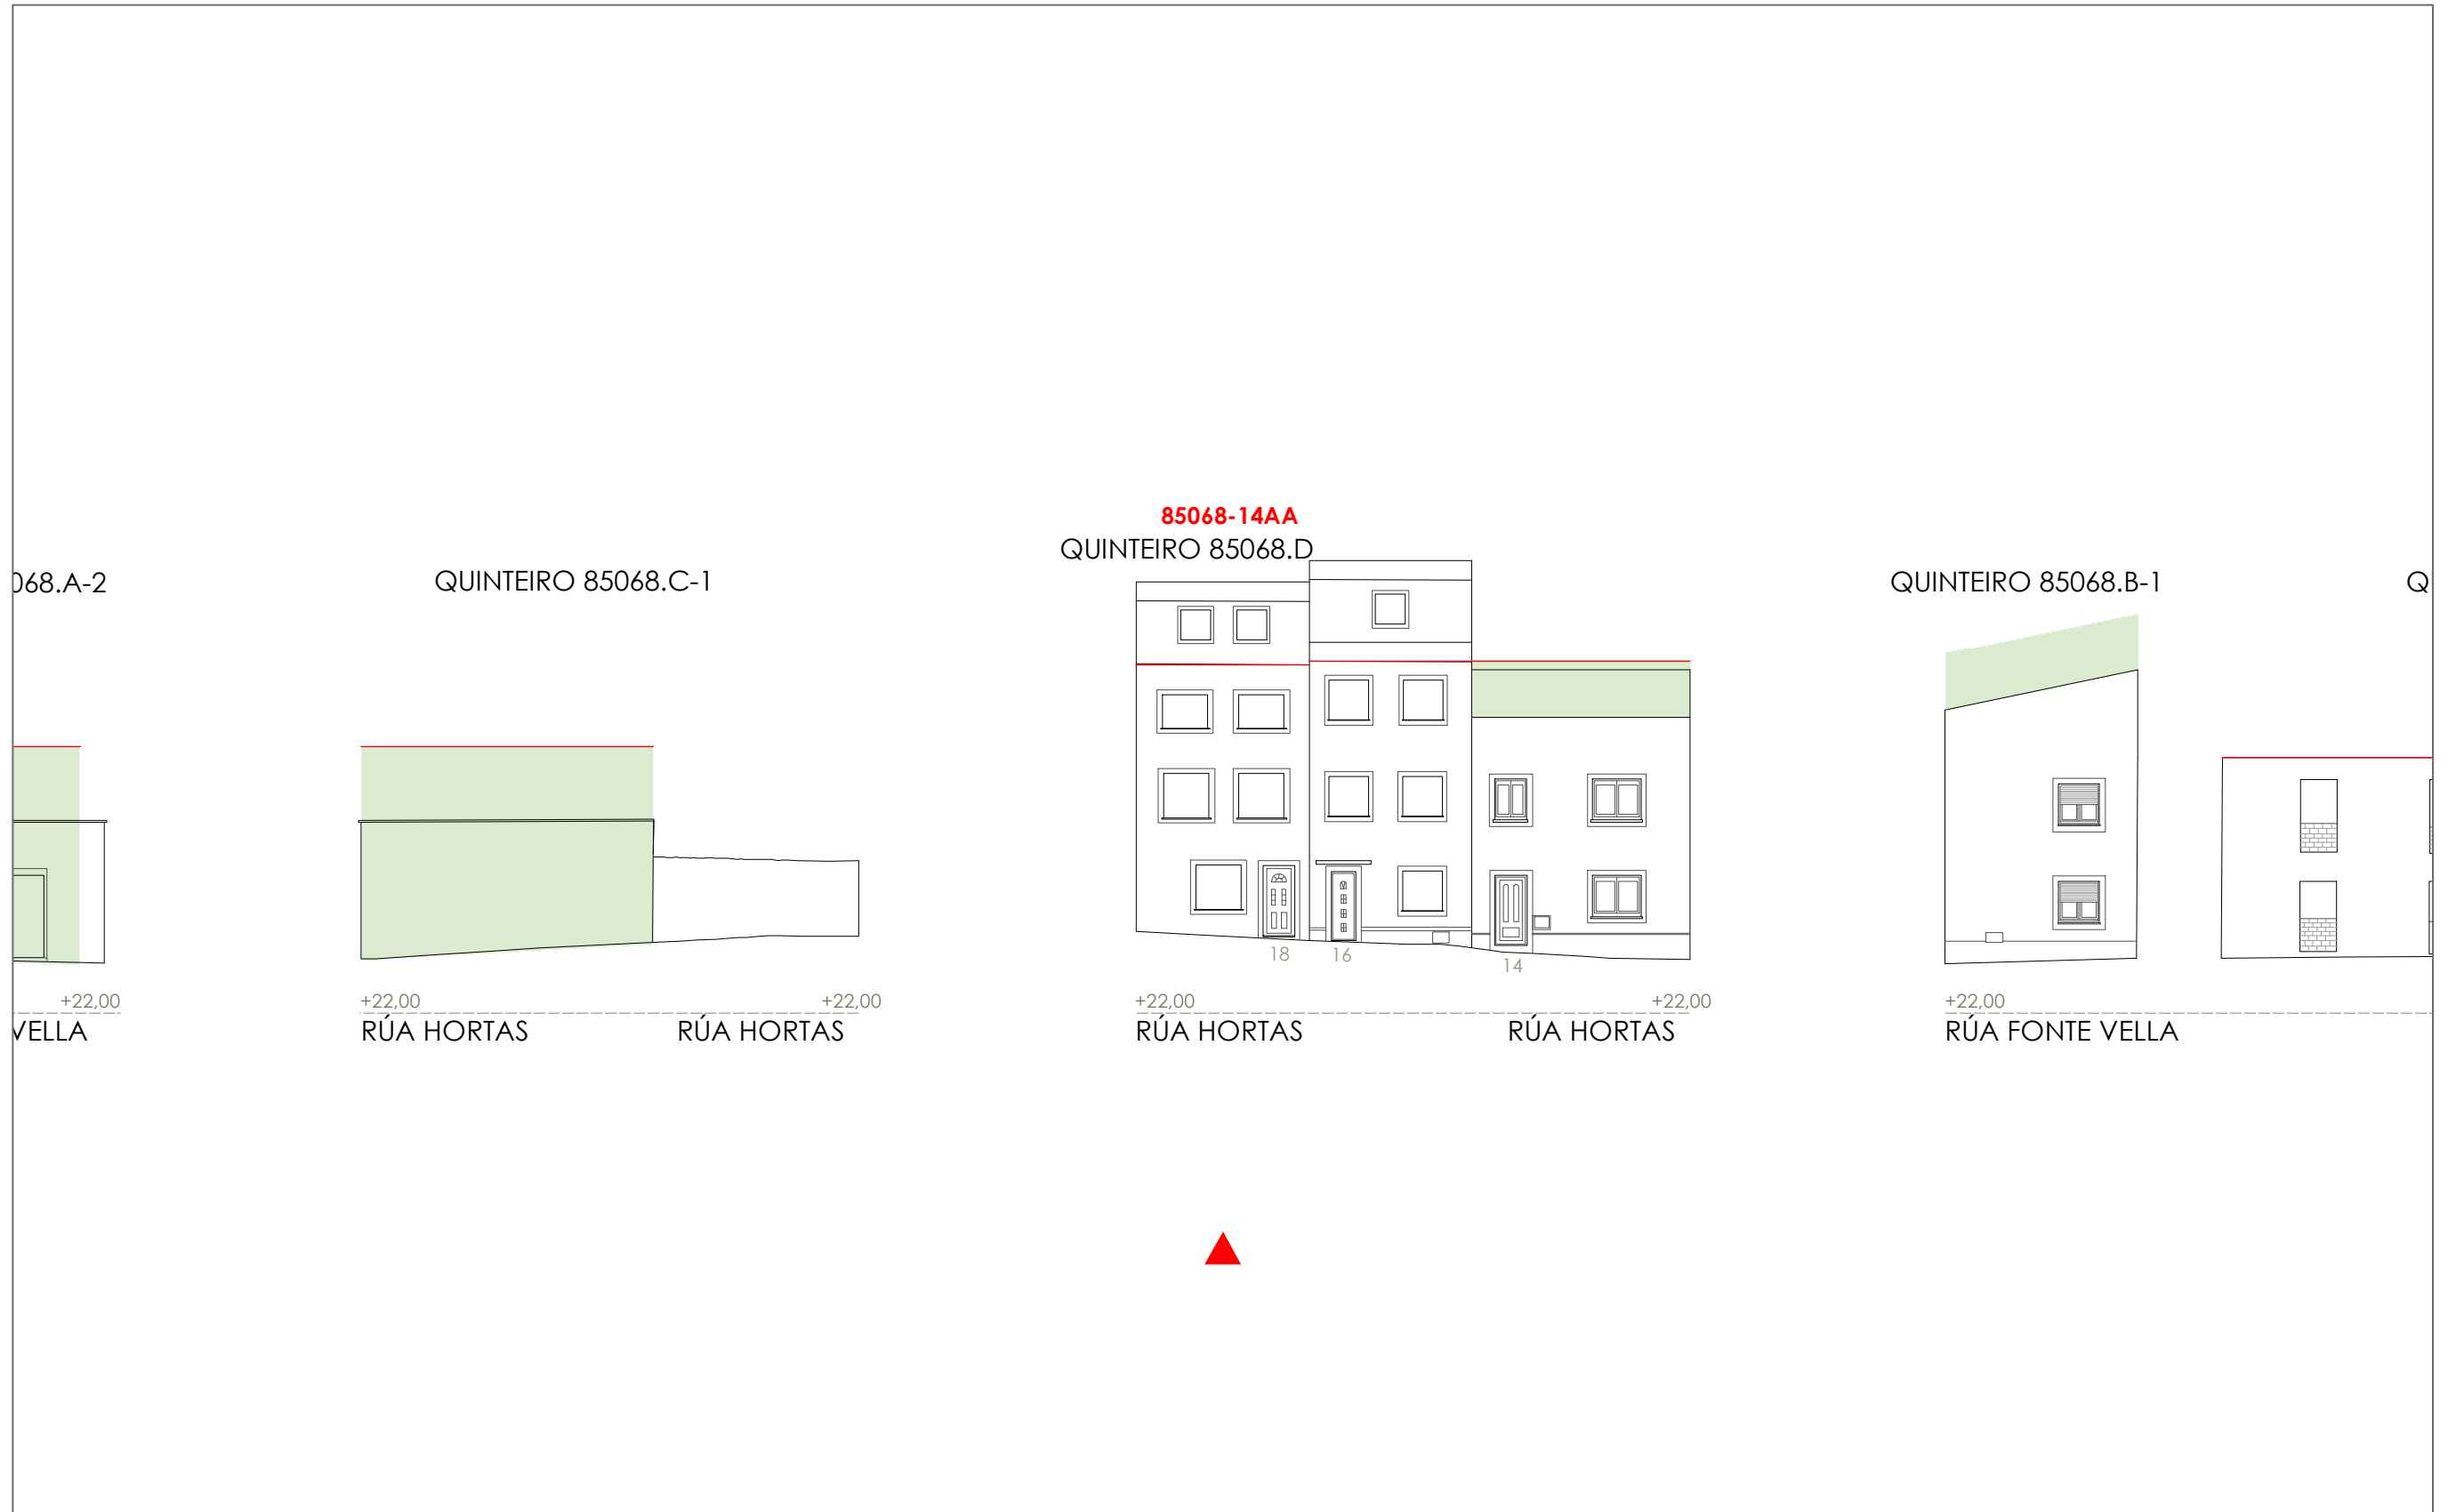 85068-14AA
QUINTEIRO 85068.D
068.A-2
QUINTEIRO 85068.C-1
QUINTEIRO 85068.B-1
Q
18
16
14
+22,00
+22,00
+22,00
+22,00
+22,00
+22,00
VELLA
RÚA HORTAS
RÚA HORTAS
RÚA HORTAS
RÚA HORTAS
RÚA FONTE VELLA